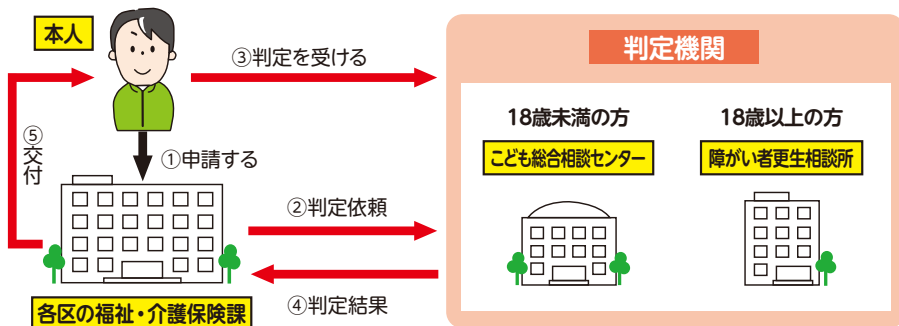 本人
③判定を受ける
判定機関
18歳未満の方
18歳以上の方
こども総合相談センター
障がい者更生相談所
⑤交付
①申請する
②判定依頼
④判定結果
各区の福祉・介護保険課